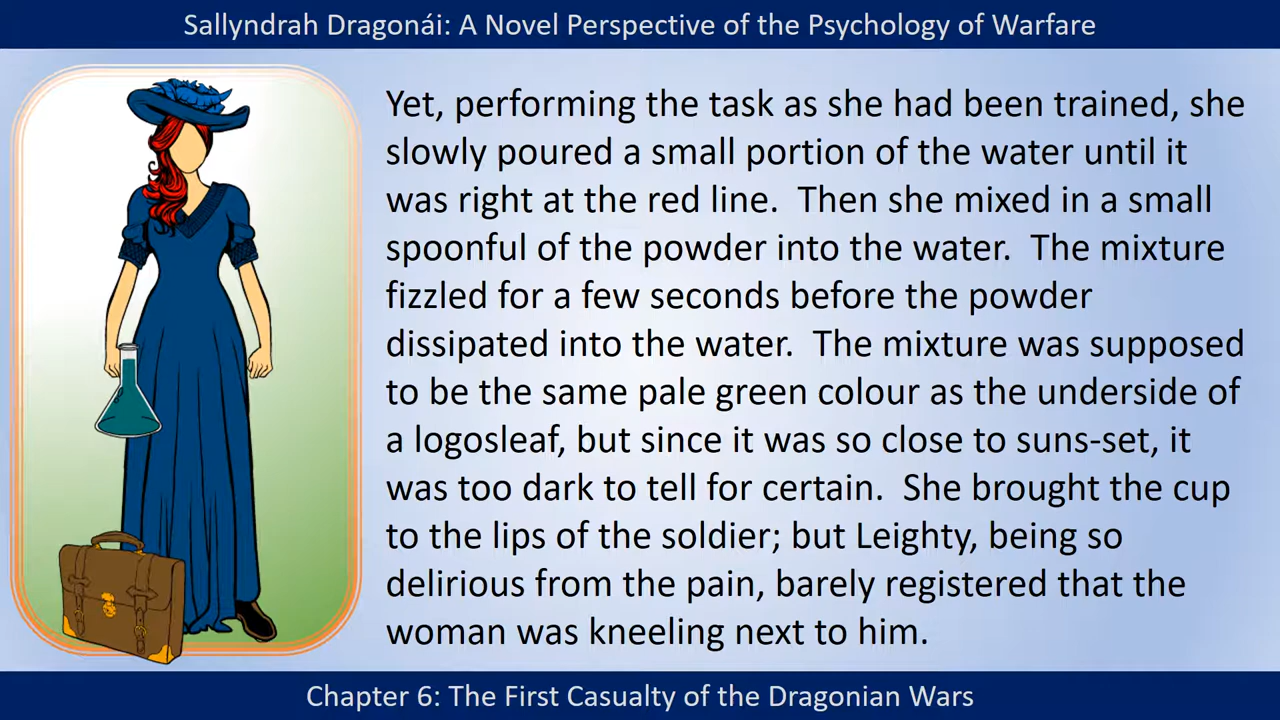 Sallyndrah Dragonái: A Novel Perspective of the Psychology of Warfare
Yet, performing the task as she had been trained, she
slowly poured a small portion of the water until it
was right at the red line.  Then she mixed in a small
spoonful of the powder into the water.  The mixture
fizzled for a few seconds before the powder
dissipated into the water.  The mixture was supposed
to be the same pale green colour as the underside of
a logosleaf, but since it was so close to suns-set, it
was too dark to tell for certain.  She brought the cup
to the lips of the soldier; but Leighty, being so
delirious from the pain, barely registered that the
woman was kneeling next to him.
Chapter 6: The First Casualty of the Dragonian Wars